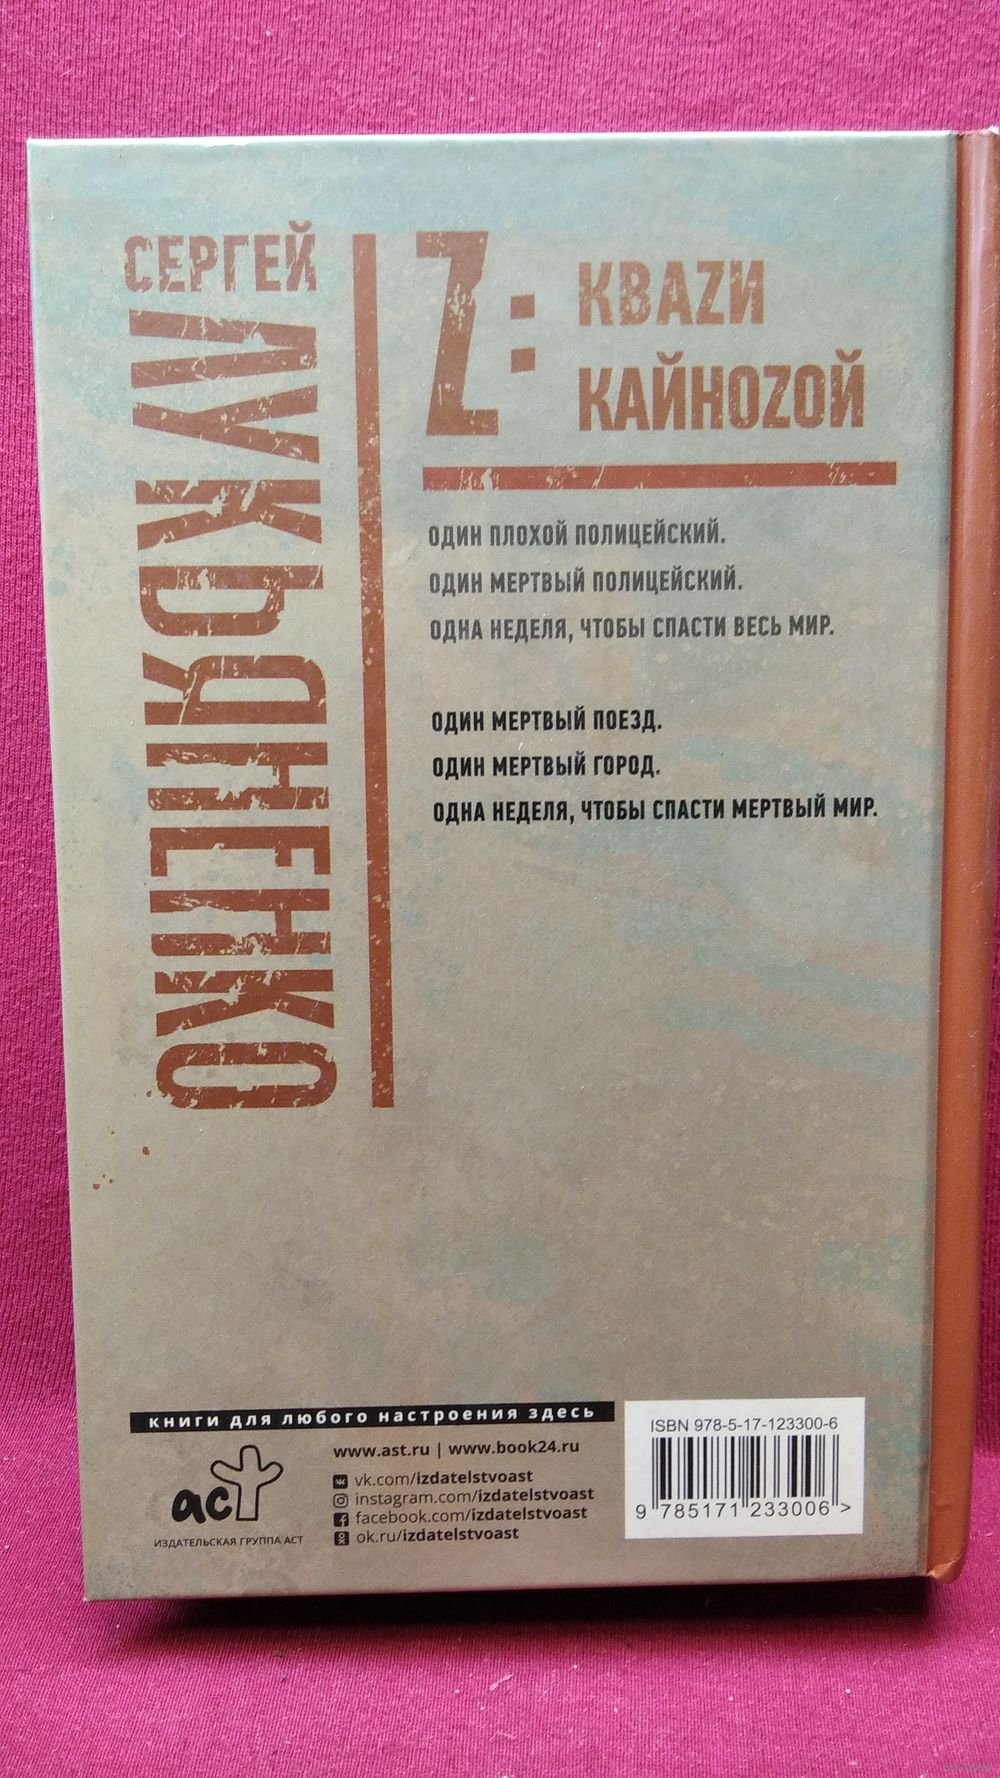 СЕРГЕЙ
ЛУКЬЯНЕНКО
Z:
КВАZИ
КАЙНОZОЙ
ОДИН ПЛОХОЙ ПОЛИЦЕЙСКИЙ.
ОДИН МЕРТВЫЙ ПОЛИЦЕЙСКИЙ.
ОДНА НЕДЕЛЯ, ЧТОБЫ СПАСТИ ВЕСЬ МИР.
ОДИН МЕРТВЫЙ ПОЕЗД.
ОДИН МЕРТВЫЙ ГОРОД.
ОДНА НЕДЕЛЯ, ЧТОБЫ СПАСТИ МЕРТВЫЙ МИР.
книги для любого настроения здесь
аст
ИЗДАТЕЛЬСКАЯ ГРУППА АСТ
www.ast.ru | www.book24.ru
vk.com/izdatelstvoast
instagram.com/izdatelstvoast
facebook.com/izdatelstvoast
ok.ru/izdatelstvoast
ISBN 978-5-17-123300-6
9 785171 233006 >